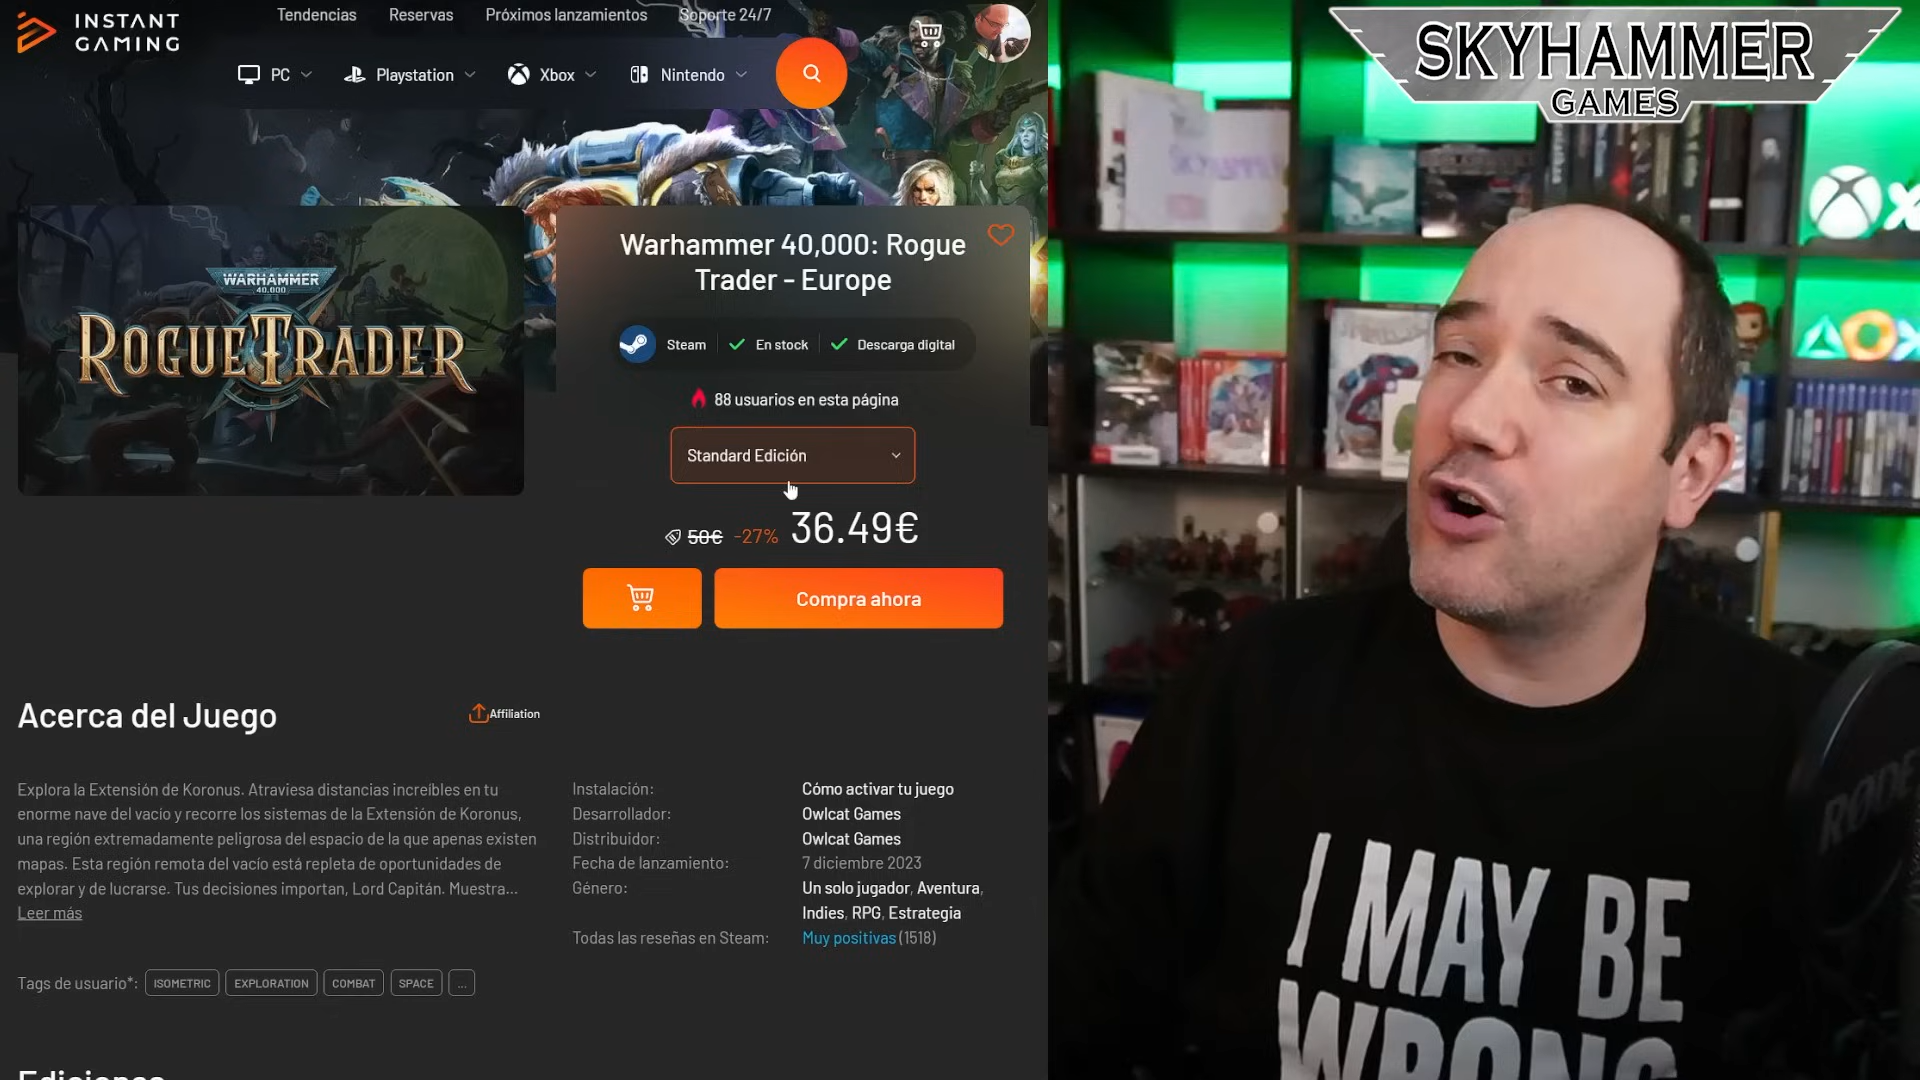 INSTANT
GAMING
Tendencias
Reservas
Próximos lanzamientos
Soporte 24/7
PC
Playstation
Xbox
Nintendo
WARHAMMER
40,000
ROGUE TRADER
Warhammer 40,000: Rogue
Trader - Europe
Steam
En stock
Descarga digital
88 usuarios en esta página
Standard Edición
50€ -27% 36.49€
Compra ahora
Acerca del Juego
Affiliation
Explora la Extensión de Koronus. Atraviesa distancias increíbles en tu
enorme nave del vacío y recorre los sistemas de la Extensión de Koronus,
una región extremadamente peligrosa del espacio de la que apenas existen
mapas. Esta región remota del vacío está repleta de oportunidades de
explorar y de lucrarse. Tus decisiones importan, Lord Capitán. Muestra...
Leer más
Instalación: Cómo activar tu juego
Desarrollador: Owlcat Games
Distribuidor: Owlcat Games
Fecha de lanzamiento: 7 diciembre 2023
Género: Un solo jugador, Aventura,
Indies, RPG, Estrategia
Todas las reseñas en Steam: Muy positivas (1518)
Tags de usuario*: ISOMETRIC EXPLORATION COMBAT SPACE ...
Ediciones
SKYHAMMER
GAMES
I MAY BE
WRONG
RODE